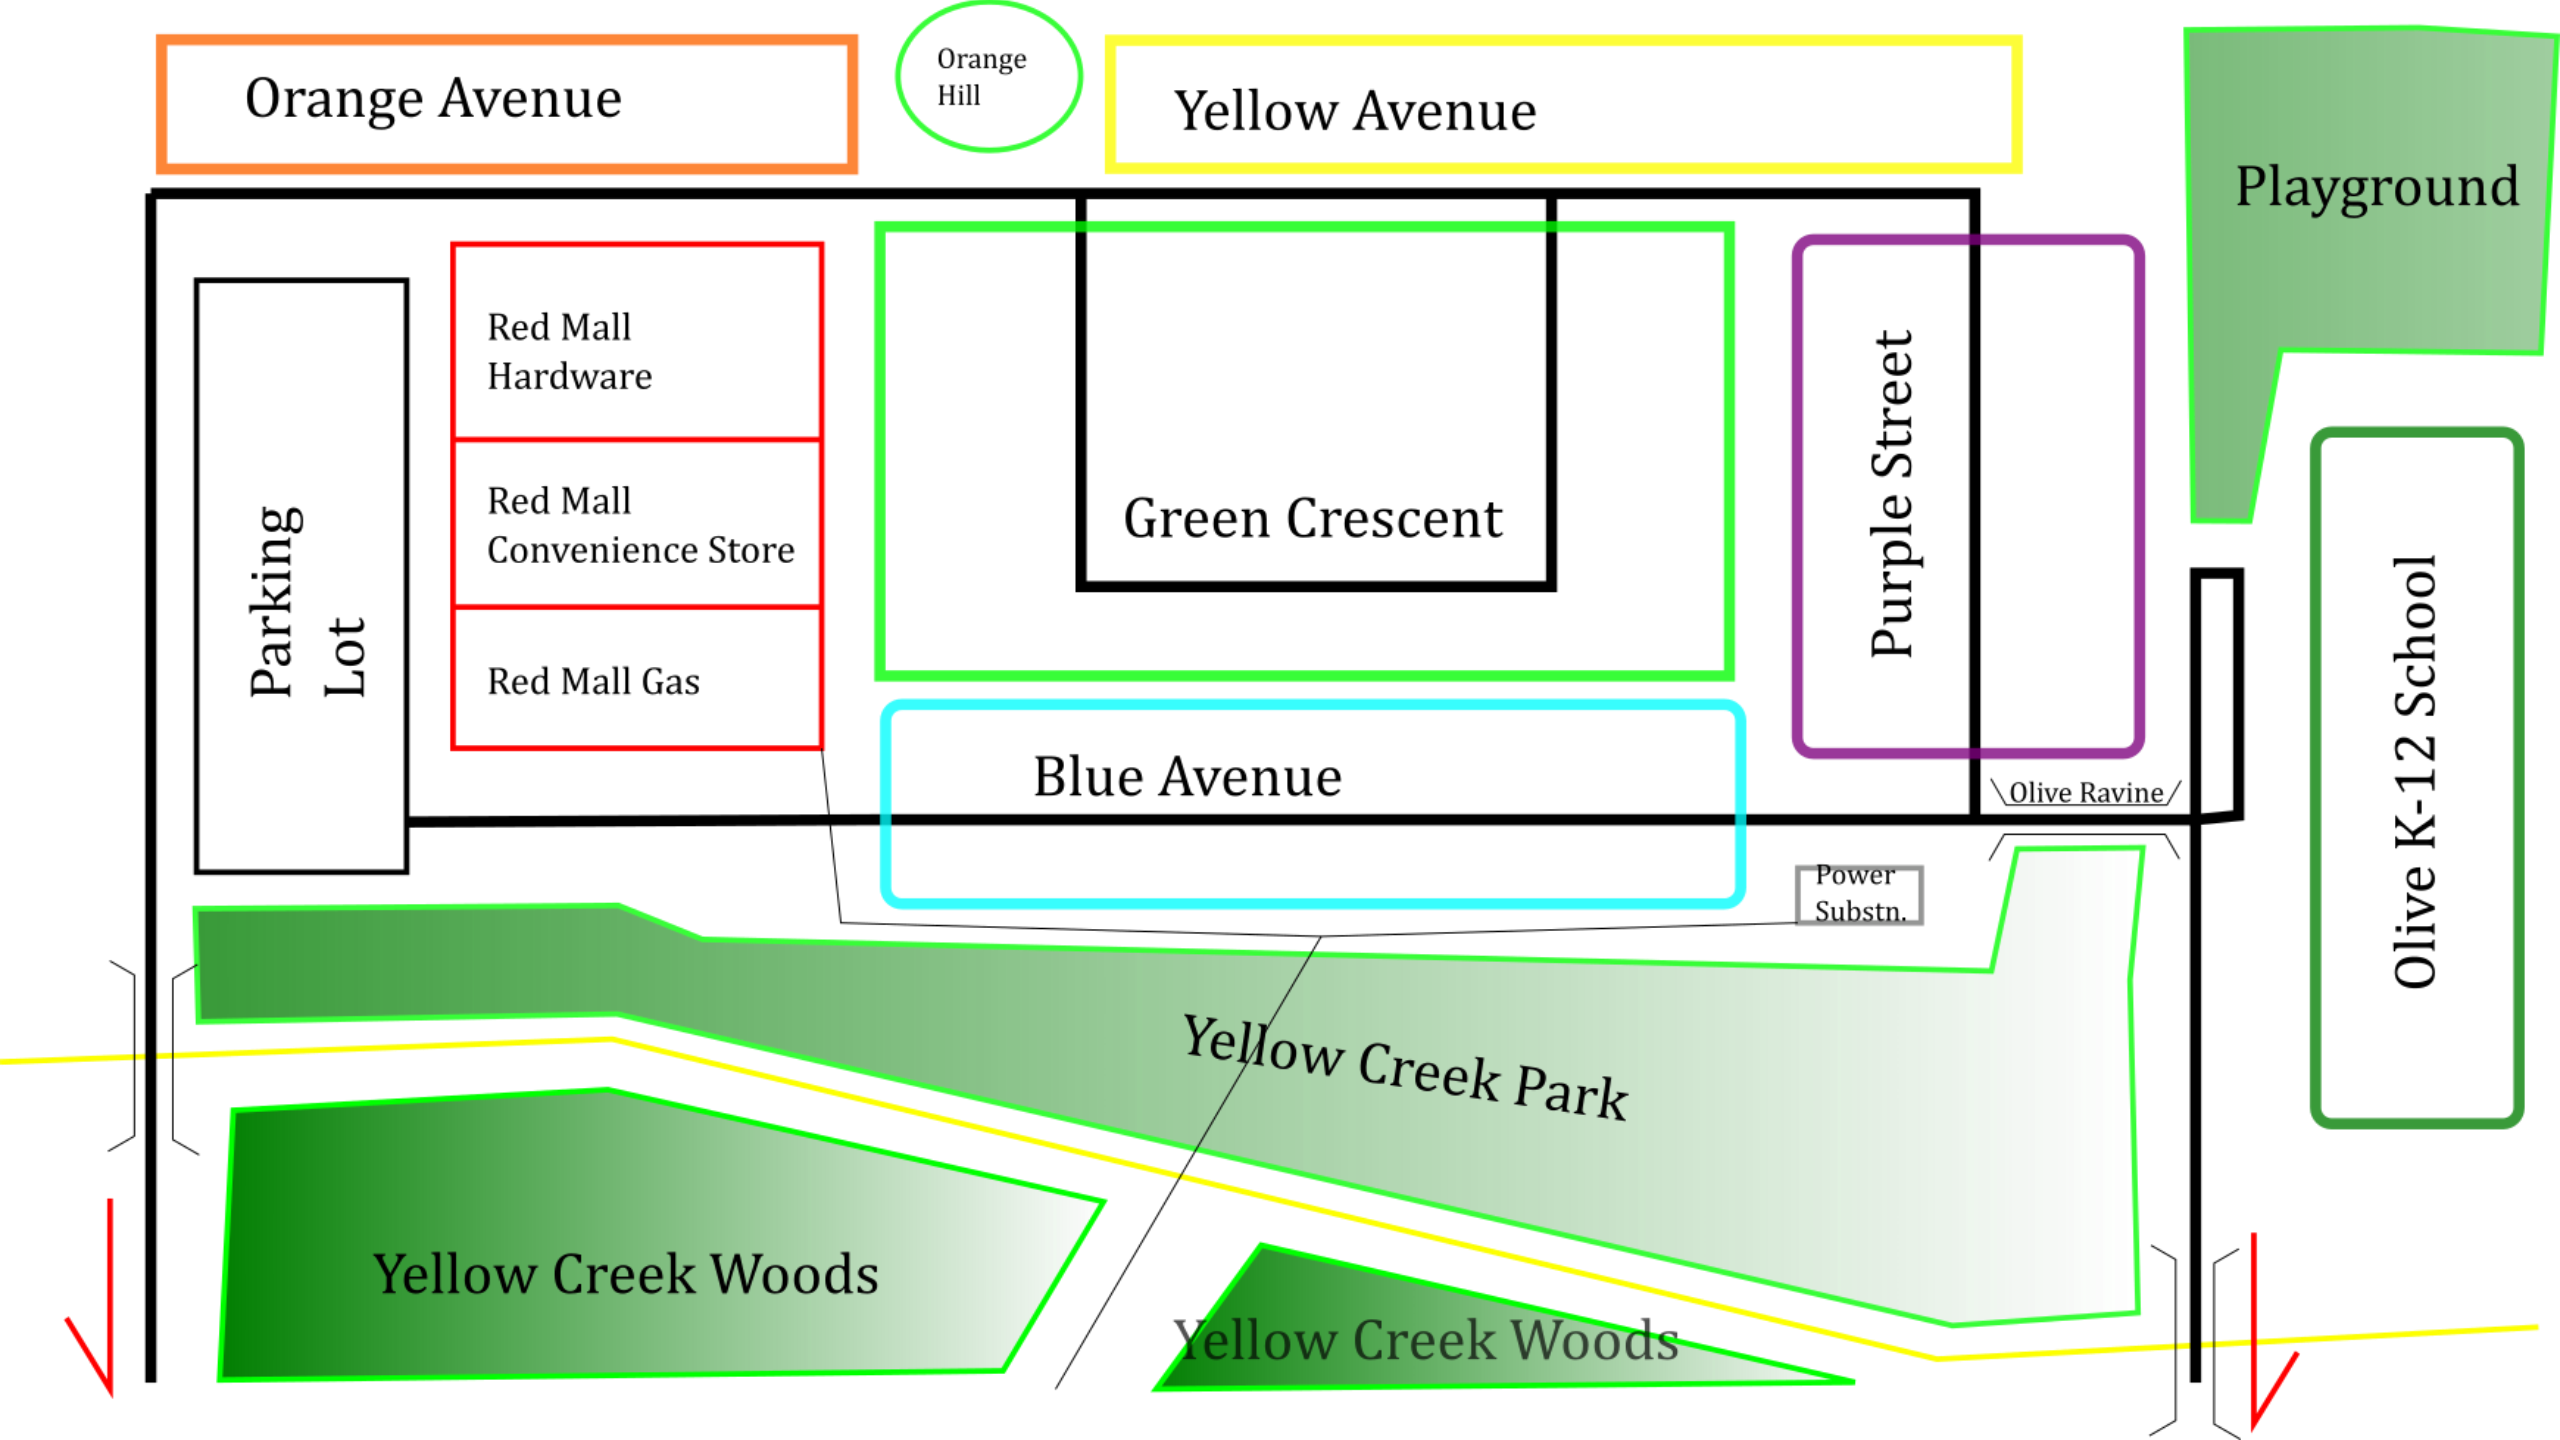 Orange Avenue
Orange
Hill
Yellow Avenue
Playground
Red Mall
Hardware
Red Mall
Convenience Store
Red Mall Gas
Parking
Lot
Green Crescent
Purple Street
Blue Avenue
Olive Ravine
Olive K-12 School
Power
Substn.
Yellow Creek Park
Yellow Creek Woods
Yellow Creek Woods